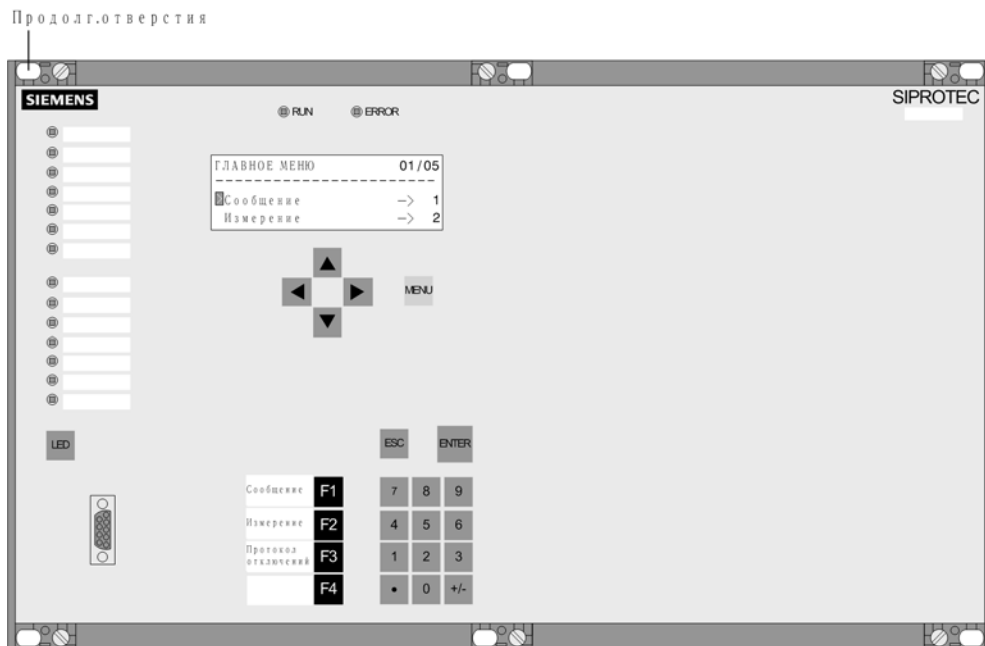 Продолг.отверстия
SIEMENS
SIPROTEC
RUN
ERROR
ГЛАВНОЕ МЕНЮ 01/05
--------------------
Сообщение —> 1
Измерение —> 2
MENU
LED
ESC
ENTER
Сообщение F1
7 8 9
Измерение F2
4 5 6
Протокол
отключений F3
1 2 3
F4
• 0 +/-